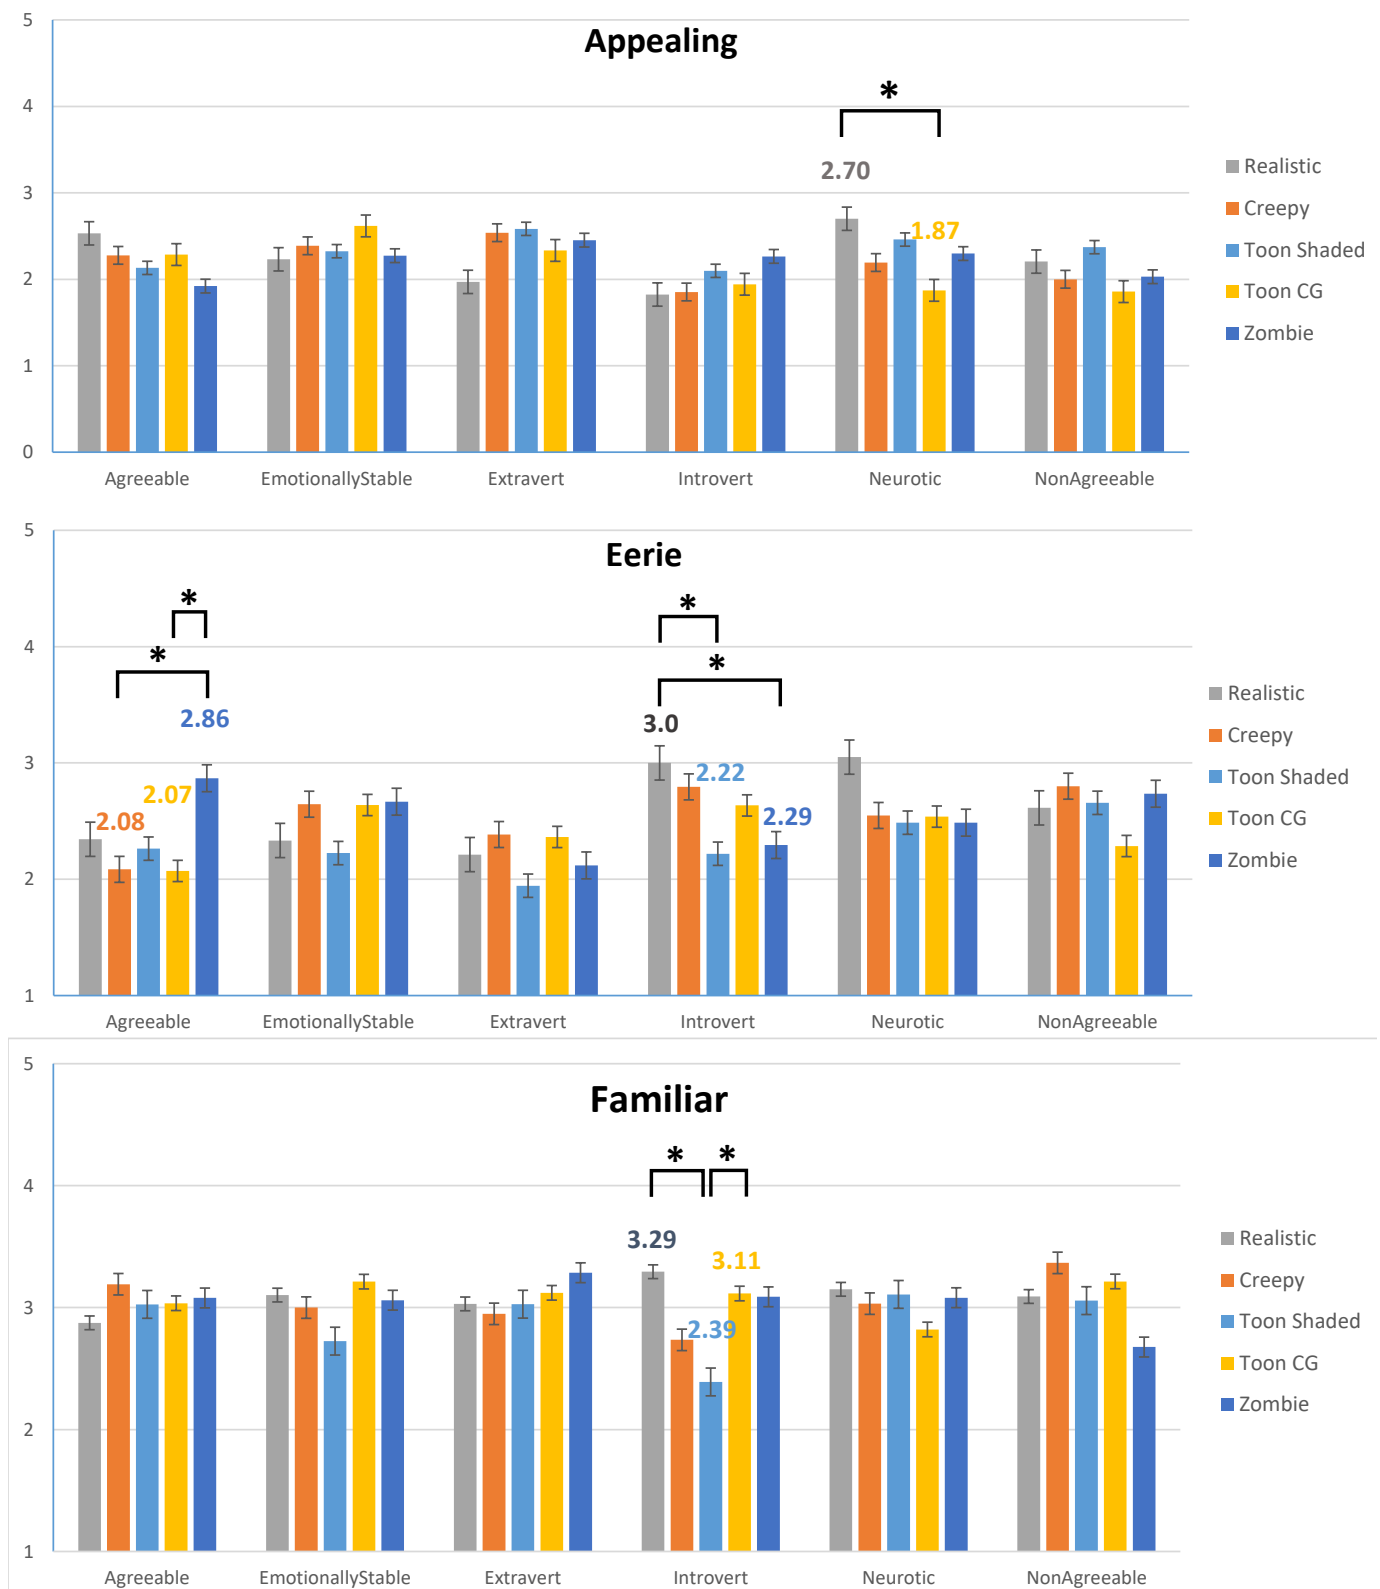 5
Appealing
4
*
3
2.70
1.87
2
1
0
Agreeable EmotionallyStable Extravert Introvert Neurotic NonAgreeable
Realistic
Creepy
Toon Shaded
Toon CG
Zombie
5
Eerie
* *
4
* *
2.86
3.0
3
2.22
2.07
2.08
2.29
2
1
Agreeable EmotionallyStable Extravert Introvert Neurotic NonAgreeable
Realistic
Creepy
Toon Shaded
Toon CG
Zombie
5
Familiar
* *
4
3.29
3.11
3
2.39
2
1
Agreeable EmotionallyStable Extravert Introvert Neurotic NonAgreeable
Realistic
Creepy
Toon Shaded
Toon CG
Zombie